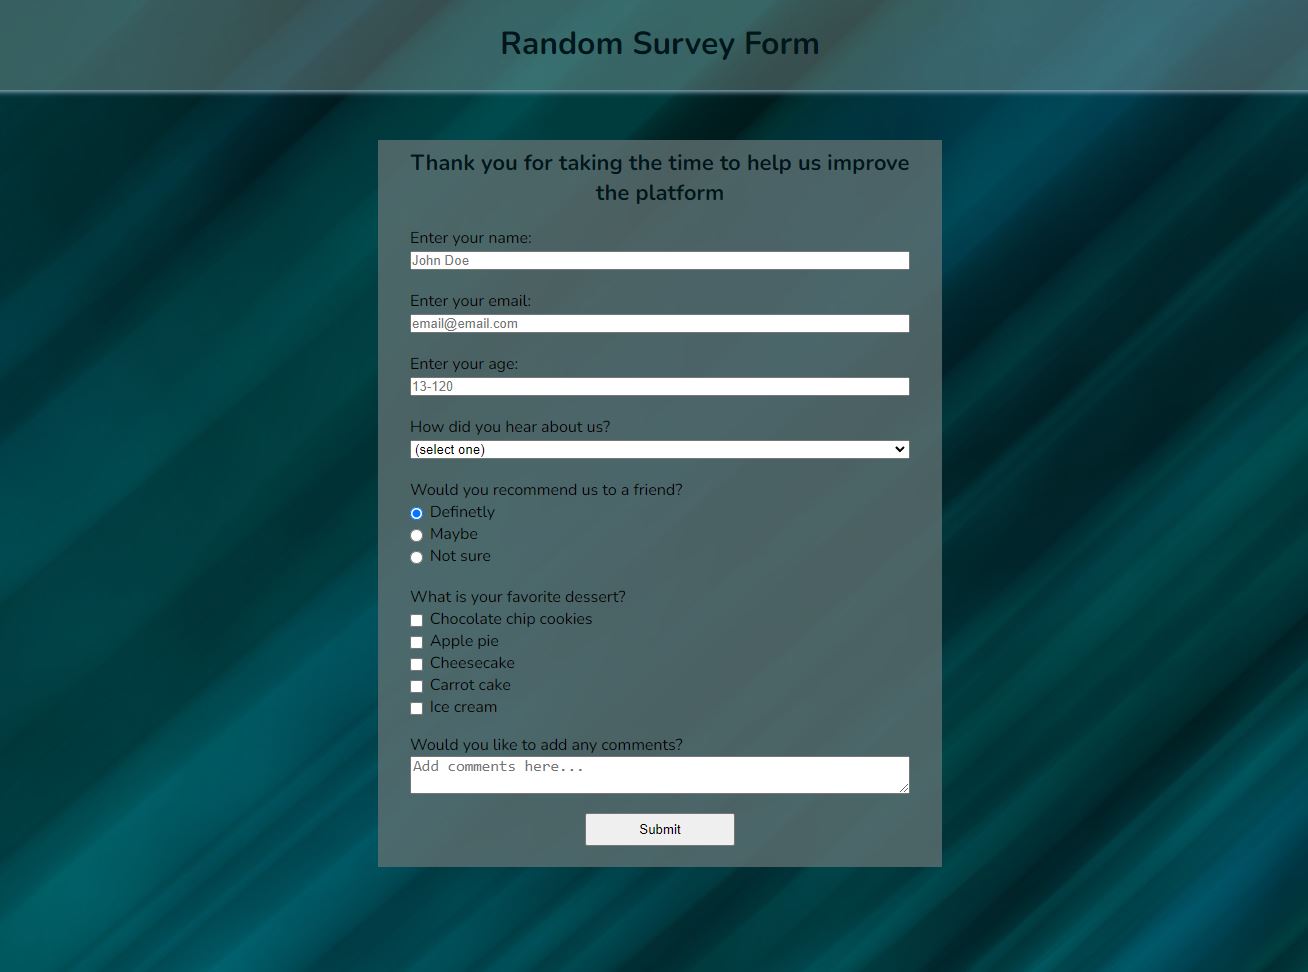 Random Survey Form
Thank you for taking the time to help us improve
the platform
Enter your name:
John Doe
Enter your email:
email@email.com
Enter your age:
13-120
How did you hear about us?
(select one)
Would you recommend us to a friend?
Definetly
Maybe
Not sure
What is your favorite dessert?
Chocolate chip cookies
Apple pie
Cheesecake
Carrot cake
Ice cream
Would you like to add any comments?
Add comments here...
Submit